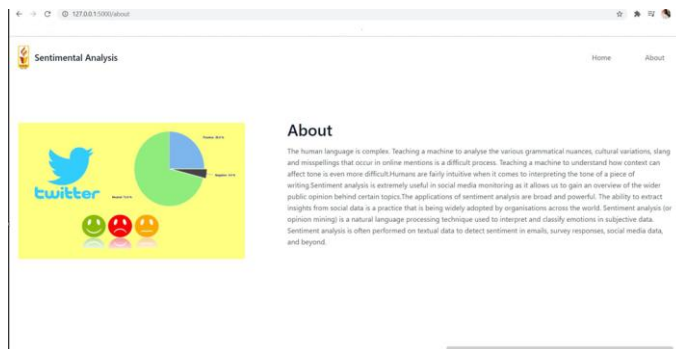 127.0.0.1:5000/about
Sentimental Analysis
Home
About
twitter
About
The human language is complex. Teaching a machine to analyse the various grammatical nuances, cultural variations, slang
and misspellings that occur in online mentions is a difficult process. Teaching a machine to understand how context can
affect tone is even more difficult.Humans are fairly intuitive when it comes to interpreting the tone of a piece of
writing.Sentiment analysis is extremely useful in social media monitoring as it allows us to gain an overview of the wider
public opinion behind certain topics.The applications of sentiment analysis are broad and powerful. The ability to extract
insights from social data is a practice that is being widely adopted by organisations across the world. Sentiment analysis (or
opinion mining) is a natural language processing technique used to interpret and classify emotions in subjective data.
Sentiment analysis is often performed on textual data to detect sentiment in emails, survey responses, social media data,
and beyond.